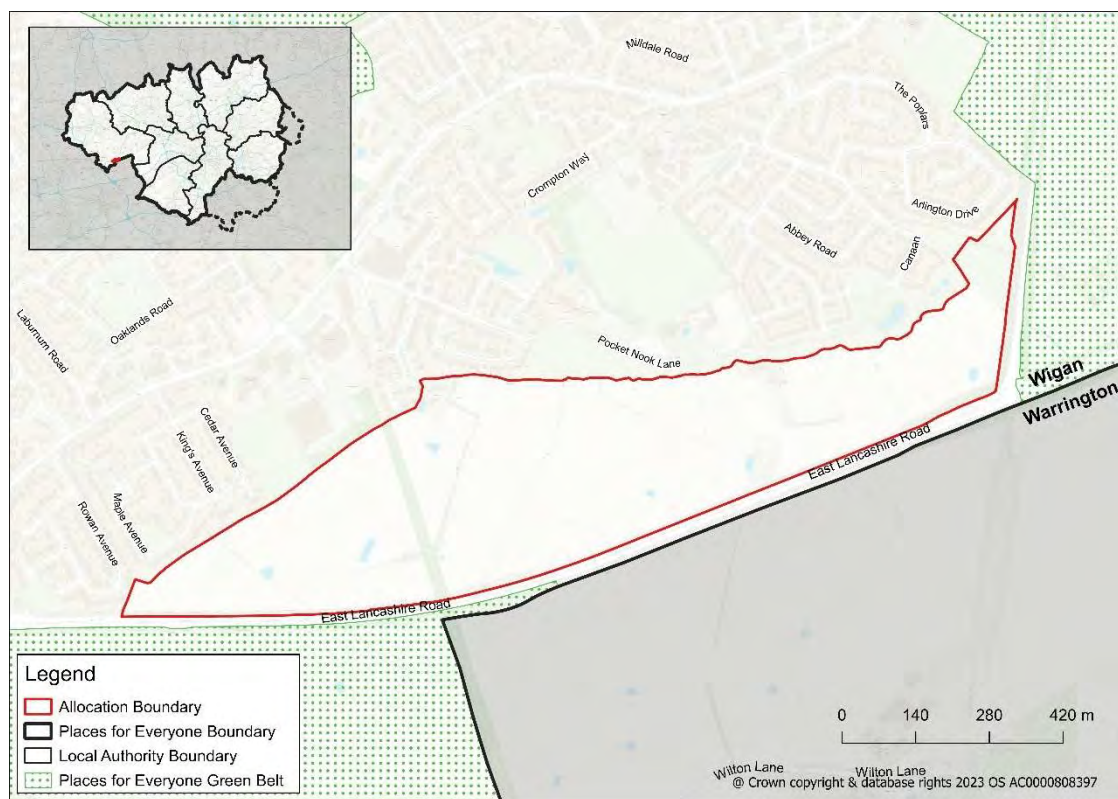 Milldale Road
The Poplars
Crompton Way
Arlington Drive
Abbey Road
Canaan
Oaklands Road
Laburnum Road
Pocket Nook Lane
Wigan
Warrington
Cedar Avenue
King's Avenue
Maple Avenue
Rowan Avenue
East Lancashire Road
East Lancashire Road
Legend
Allocation Boundary
Places for Everyone Boundary
Local Authority Boundary
Places for Everyone Green Belt
0 140 280 420 m
Wilton Lane
Wilton Lane
@ Crown copyright & database rights 2023 OS AC0000808397